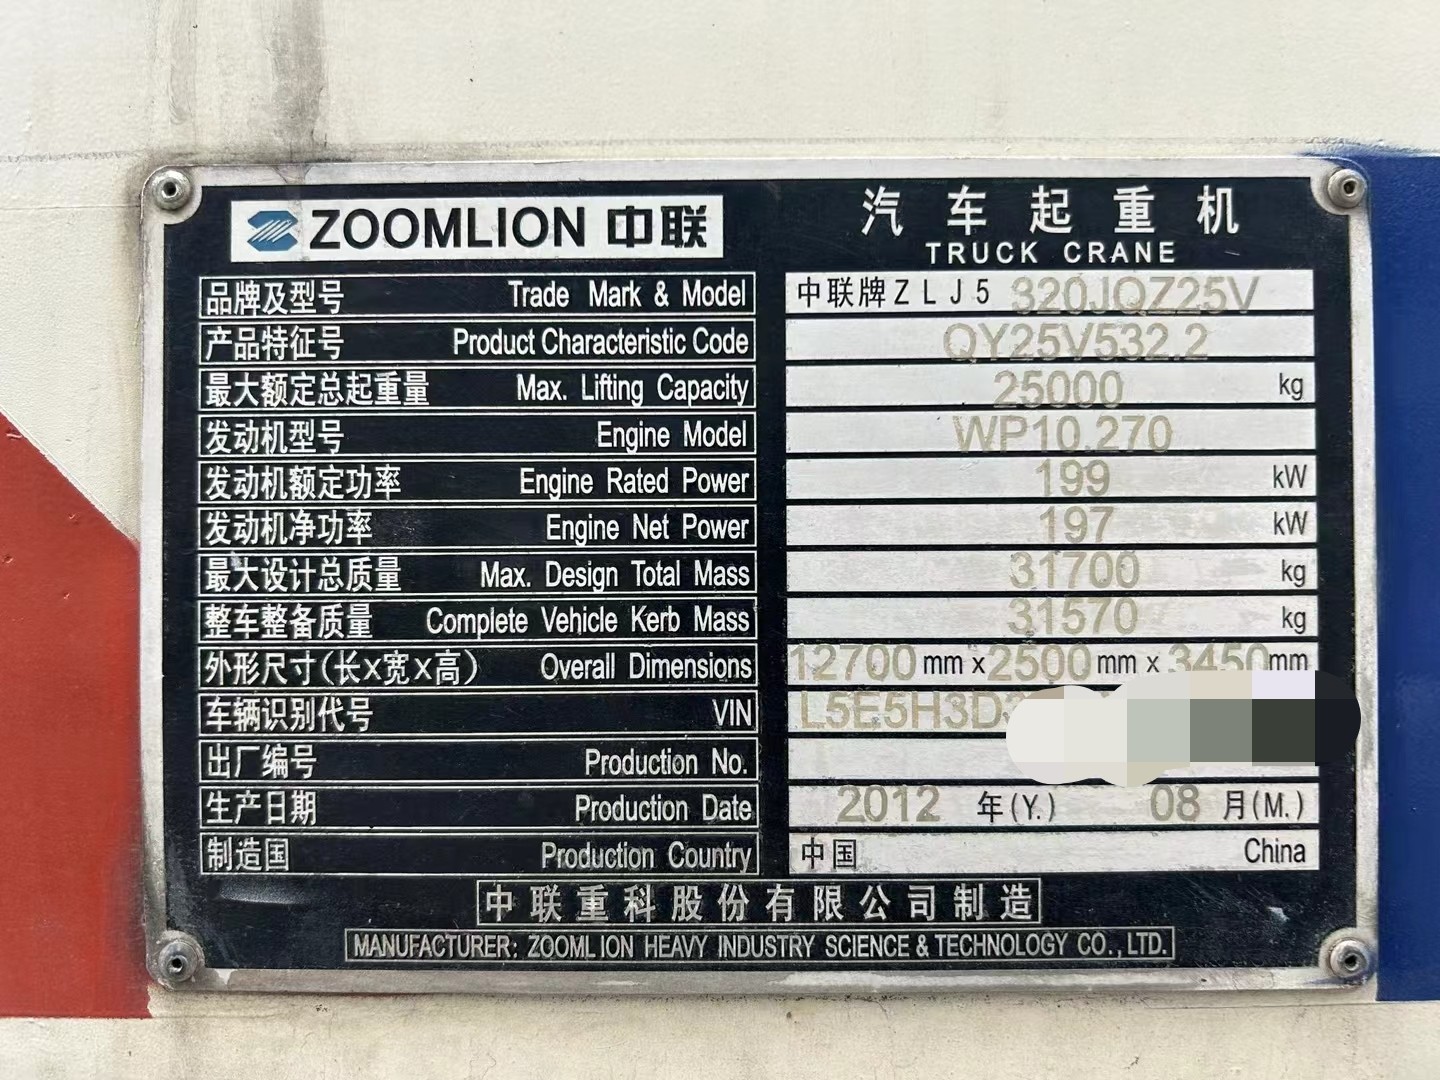 ZOOMLION 中联
汽车起重机
TRUCK CRANE
品牌及型号 Trade Mark & Model 中联牌ZLJ5 320JQZ25V
产品特征号 Product Characteristic Code QY25V532.2
最大额定总起重量 Max. Lifting Capacity 25000 kg
发动机型号 Engine Model WP10.270
发动机额定功率 Engine Rated Power 199 kW
发动机净功率 Engine Net Power 197 kW
最大设计总质量 Max. Design Total Mass 31700 kg
整车整备质量 Complete Vehicle Kerb Mass 31570 kg
外形尺寸(长X宽X高) Overall Dimensions 12700 mm x 2500 mm x 3450 mm
车辆识别代号 VIN L5E5H3D
出厂编号 Production No.
生产日期 Production Date 2012 年(Y.) 08 月(M.)
制造国 Production Country 中国 China
中联重科股份有限公司制造
MANUFACTURER: ZOOMLION HEAVY INDUSTRY SCIENCE & TECHNOLOGY CO., LTD.